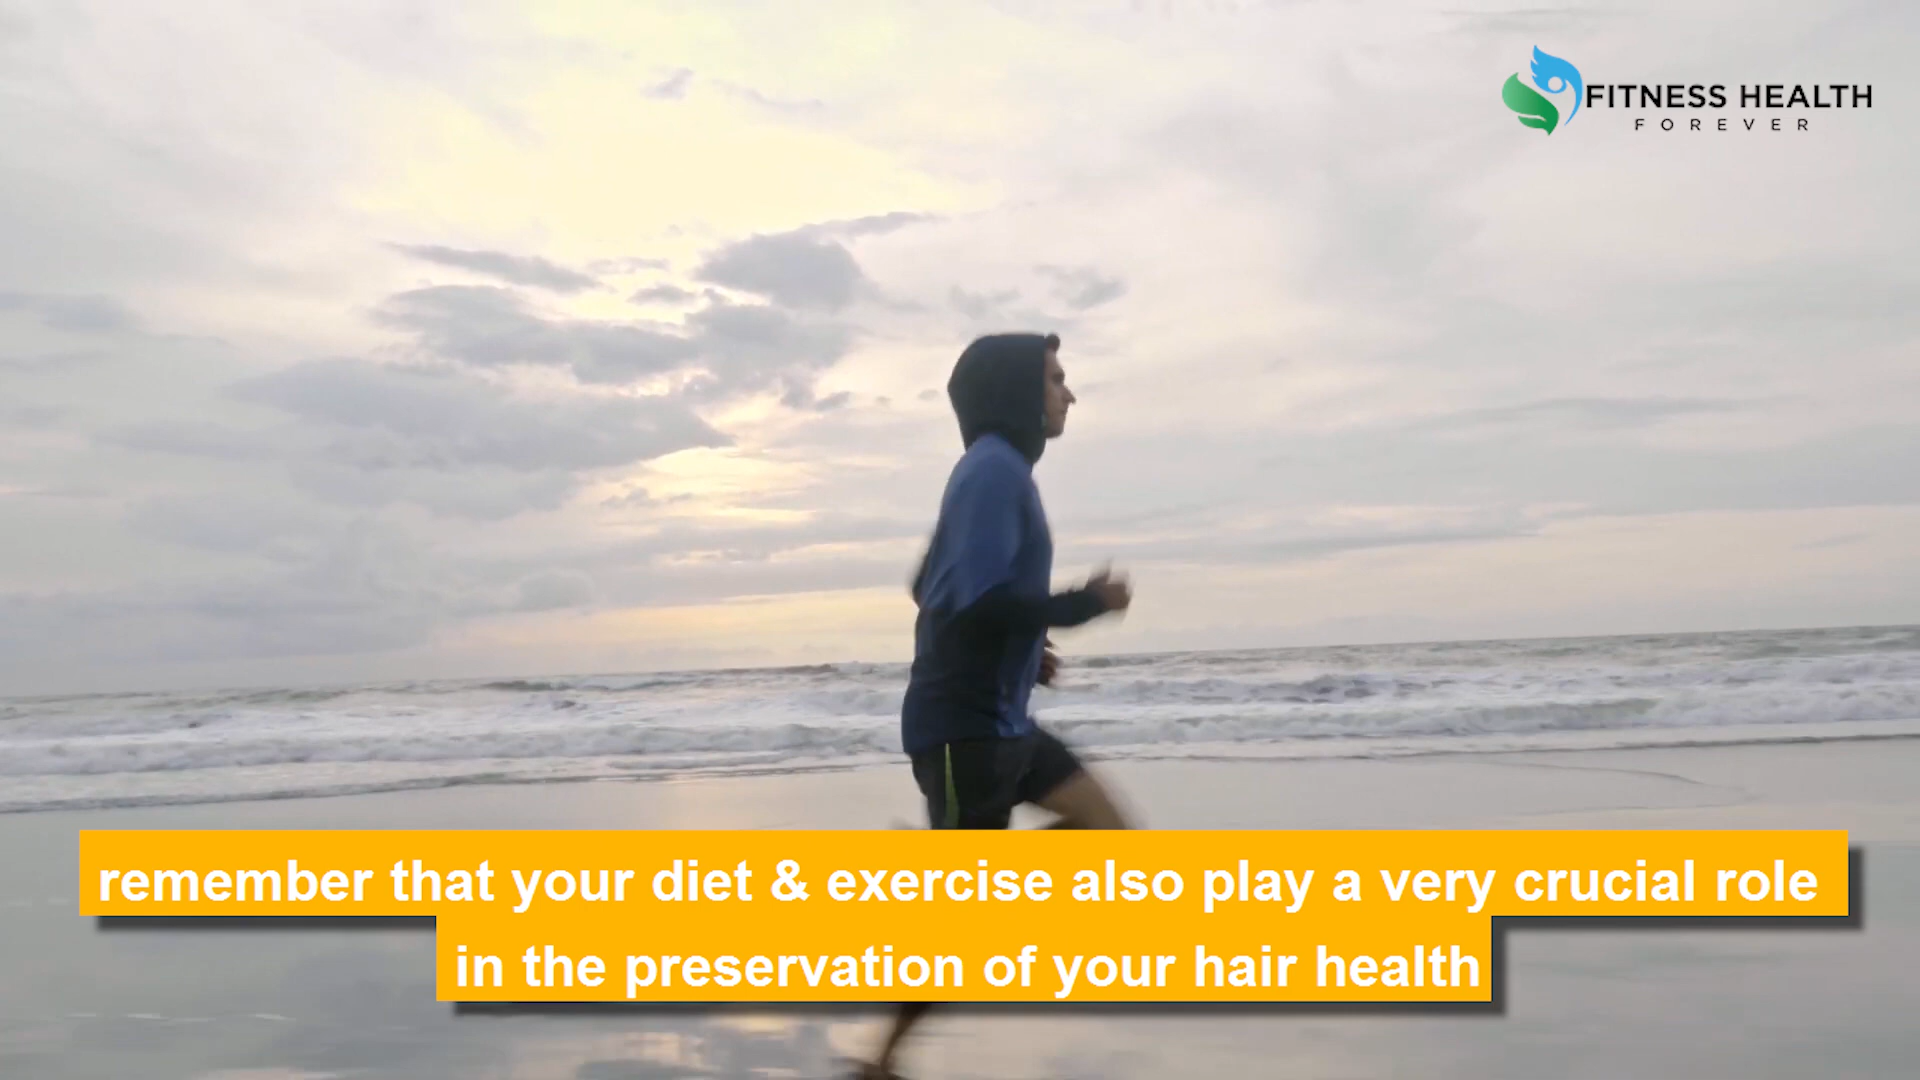 FITNESS HEALTH
FOREVER
remember that your diet & exercise also play a very crucial role
in the preservation of your hair health